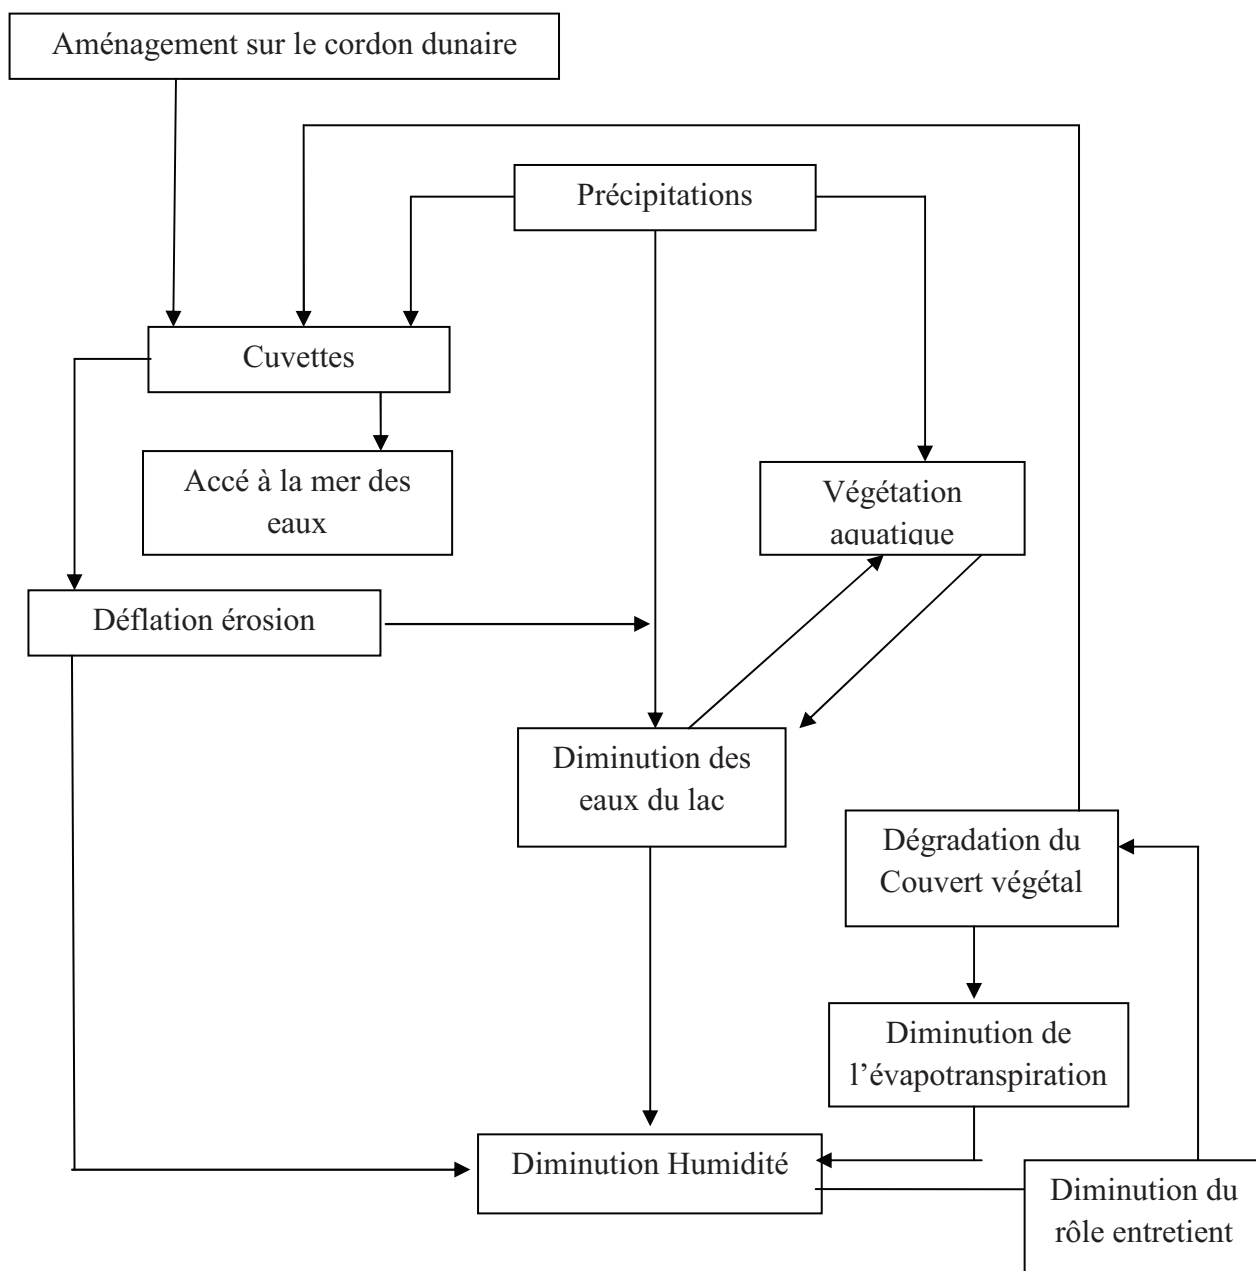 Aménagement sur le cordon dunaire
Précipitations
Cuvettes
Accé à la mer des
eaux
Végétation
aquatique
Déflation érosion
Diminution des
eaux du lac
Dégradation du
Couvert végétal
Diminution de
l’évapotranspiration
Diminution Humidité
Diminution du
rôle entretient